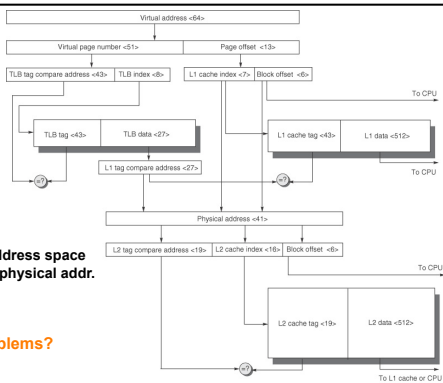 Virtual address <64>
Virtual page number <51> Page offset <13>
TLB tag compare address <43> TLB index <8> L1 cache index <7> Block offset <6>
To CPU
TLB tag <43> TLB data <27> L1 cache tag <43> L1 data <512>
L1 tag compare address <27>
To CPU
=? =?
Physical address <41>
ddress space
physical addr.
L2 tag compare address <19> L2 cache index <16> Block offset <6>
To CPU
blems?
L2 cache tag <19> L2 data <512>
=?
To L1 cache or CPU